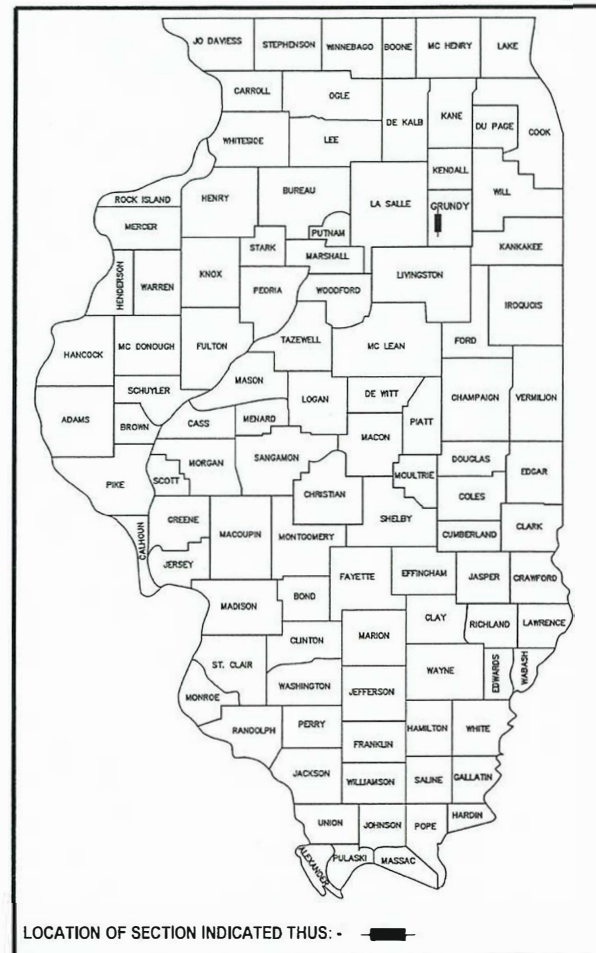 JO DAVIESS STEPHENSON WINNEBAGO BOONE MC HENRY LAKE
CARROLL OGLE DE KALB KANE DU PAGE COOK
WHITESIDE LEE
KENDALL
ROCK ISLAND HENRY BUREAU LA SALLE GRUNDY WILL
MERCER PUTNAM
STARK MARSHALL KANKAKEE
HENDERSON WARREN KNOX PEORIA WOODFORD LIVINGSTON IROQUOIS
HANCOCK MC DONOUGH FULTON TAZEWELL MC LEAN FORD
MASON
SCHUYLER LOGAN DE WITT CHAMPAIGN VERMILION
ADAMS BROWN CASS MENARD MACON PIATT
SANGAMON DOUGLAS EDGAR
PIKE SCOTT MORGAN CHRISTIAN MOULTRIE COLES
CALHOUN GREENE MACOUPIN MONTGOMERY SHELBY CUMBERLAND CLARK
JERSEY
FAYETTE EFFINGHAM JASPER CRAWFORD
MADISON BOND
CLINTON MARION CLAY RICHLAND LAWRENCE
ST. CLAIR WAYNE EDWARDS WABASH
MONROE WASHINGTON JEFFERSON
RANDOLPH PERRY HAMILTON WHITE
FRANKLIN
JACKSON WILLIAMSON SALINE GALLATIN
UNION JOHNSON POPE HARDIN
ALEXANDER PULASKI MASSAC
LOCATION OF SECTION INDICATED THUS: -